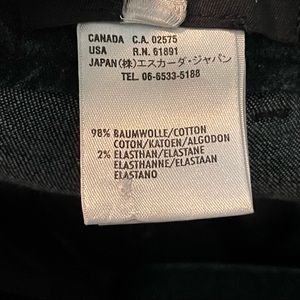 CANADA C.A. 02575
USA R.N. 61891
JAPAN(株)エスカーダ・ジャパン
TEL. 06-6533-5188
98% BAUMWOLLE/COTTON
COTON/KATOEN/ALGODON
2% ELASTHAN/ELASTANE
ELASTHANNE/ELASTAAN
ELASTANO